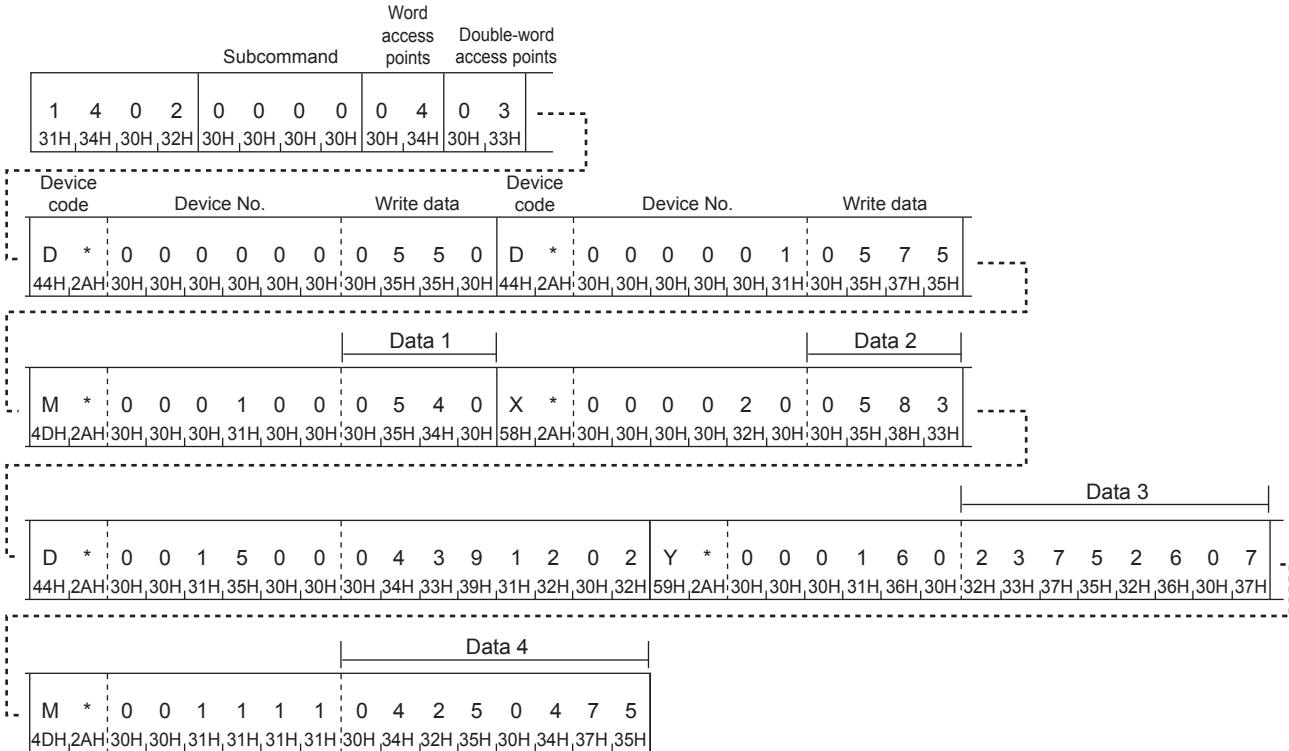 Word access points
Double-word access points
Subcommand
1 4 0 2 0 0 0 0 0 4 0 3
31H 34H 30H 32H 30H 30H 30H 30H 30H 34H 30H 33H
Device code Device No. Write data Device code Device No. Write data
D * 0 0 0 0 0 0 0 5 5 0 D * 0 0 0 0 0 1 0 5 7 5
44H 2AH 30H 30H 30H 30H 30H 30H 30H 35H 35H 30H 44H 2AH 30H 30H 30H 30H 30H 31H 30H 35H 37H 35H
Data 1 Data 2
M * 0 0 0 1 0 0 0 5 4 0 X * 0 0 0 0 2 0 0 5 8 3
4DH 2AH 30H 30H 30H 31H 30H 30H 30H 35H 34H 30H 58H 2AH 30H 30H 30H 30H 32H 30H 30H 35H 38H 33H
Data 3
D * 0 0 1 5 0 0 0 4 3 9 1 2 0 2 Y * 0 0 0 1 6 0 2 3 7 5 2 6 0 7
44H 2AH 30H 30H 31H 35H 30H 30H 30H 34H 33H 39H 31H 32H 30H 32H 59H 2AH 30H 30H 30H 31H 36H 30H 32H 33H 37H 35H 32H 36H 30H 37H
Data 4
M * 0 0 1 1 1 1 0 4 2 5 0 4 7 5
4DH 2AH 30H 30H 31H 31H 31H 31H 30H 34H 32H 35H 30H 34H 37H 35H